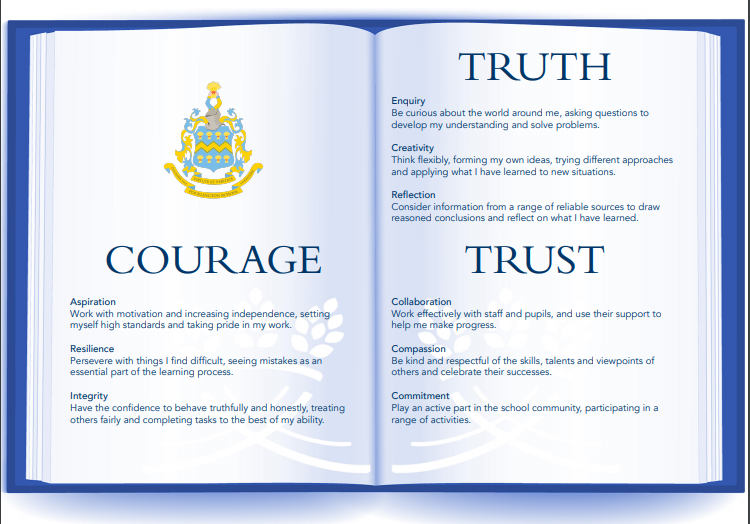 COURAGE
Aspiration
Work with motivation and increasing independence, setting
myself high standards and taking pride in my work.
Resilience
Persevere with things I find difficult, seeing mistakes as an
essential part of the learning process.
Integrity
Have the confidence to behave truthfully and honestly, treating
others fairly and completing tasks to the best of my ability.
TRUTH
Enquiry
Be curious about the world around me, asking questions to
develop my understanding and solve problems.
Creativity
Think flexibly, forming my own ideas, trying different approaches
and applying what I have learned to new situations.
Reflection
Consider information from a range of reliable sources to draw
reasoned conclusions and reflect on what I have learned.
TRUST
Collaboration
Work effectively with staff and pupils, and use their support to
help me make progress.
Compassion
Be kind and respectful of the skills, talents and viewpoints of
others and celebrate their successes.
Commitment
Play an active part in the school community, participating in a
range of activities.